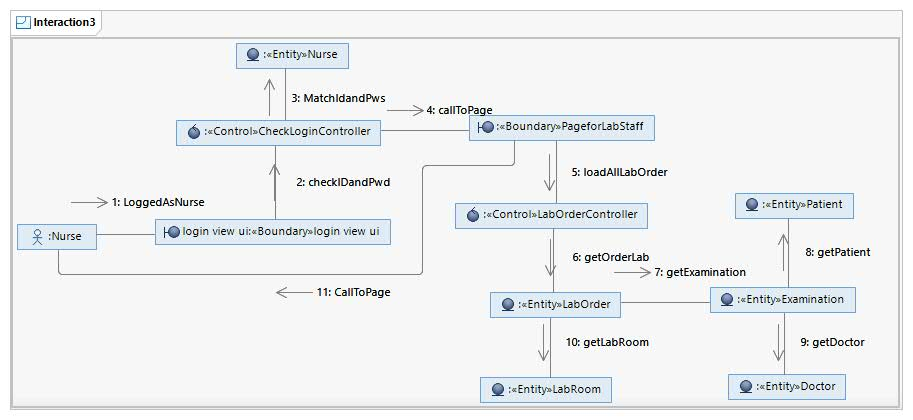 Interaction3
:«Entity»Nurse
3: MatchIdandPws
4: callToPage
:«Control»CheckLoginController
:«Boundary»PageforLabStaff
5: loadAllLabOrder
2: checkIDandPwd
1: LoggedAsNurse
:«Control»LabOrderController
:«Entity»Patient
:Nurse
login view ui:«Boundary»login view ui
6: getOrderLab
8: getPatient
7: getExamination
11: CallToPage
:«Entity»LabOrder
:«Entity»Examination
10: getLabRoom
9: getDoctor
:«Entity»LabRoom
:«Entity»Doctor